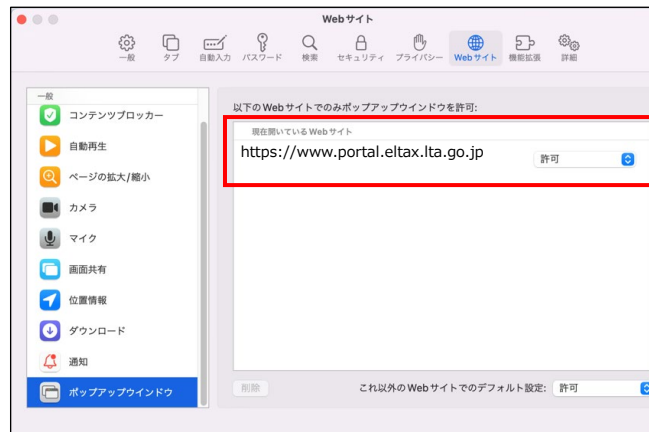 Webサイト
一般
タブ
自動入力
パスワード
検索
セキュリティ
プライバシー
Webサイト
機能拡張
詳細
一般
コンテンツブロッカー
自動再生
ページの拡大/縮小
カメラ
マイク
画面共有
位置情報
ダウンロード
通知
ポップアップウインドウ
以下のWebサイトでのみポップアップウインドウを許可:
現在開いているWebサイト
https://www.portal.eltax.lta.go.jp
許可
削除
これ以外のWebサイトでのデフォルト設定:
許可